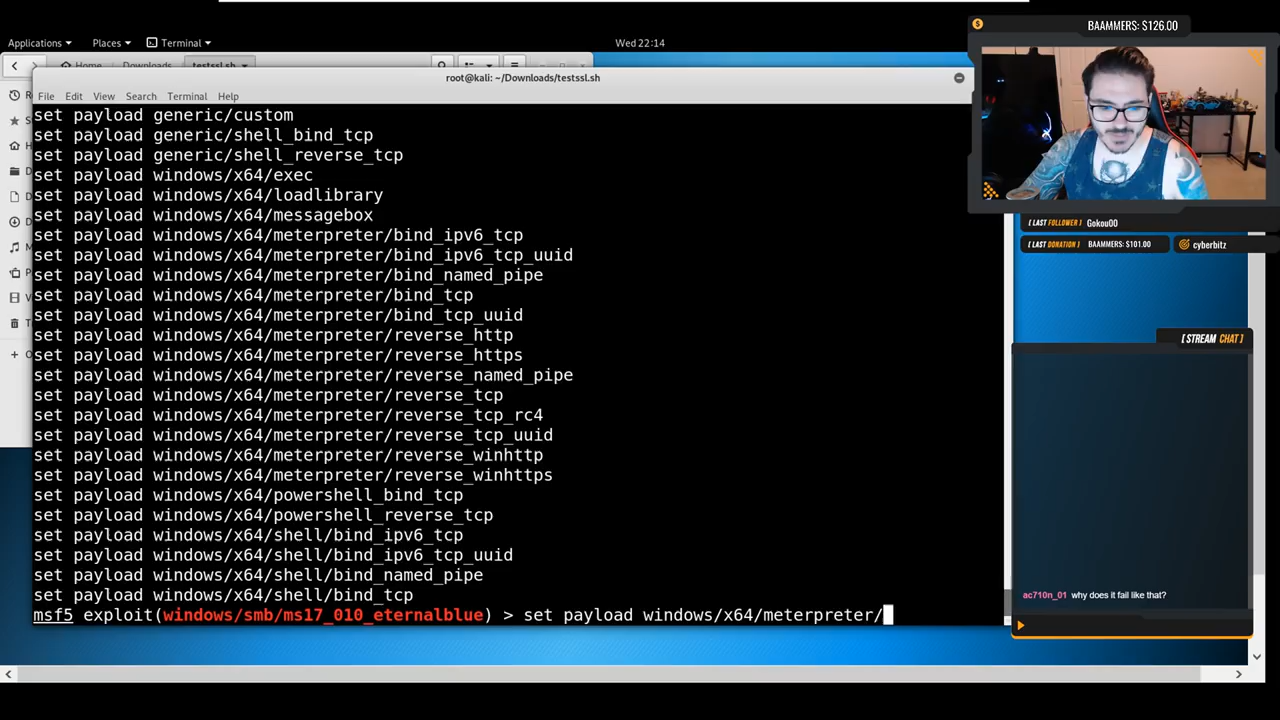 BAAMMERS: $126.00
Applications
Places
Terminal
Wed 22:14
Home
Downloads
testssl.sh
root@kali: ~/Downloads/testssl.sh
File Edit View Search Terminal Help
set payload generic/custom
set payload generic/shell_bind_tcp
set payload generic/shell_reverse_tcp
set payload windows/x64/exec
set payload windows/x64/loadlibrary
set payload windows/x64/messagebox
set payload windows/x64/meterpreter/bind_ipv6_tcp
set payload windows/x64/meterpreter/bind_ipv6_tcp_uuid
set payload windows/x64/meterpreter/bind_named_pipe
set payload windows/x64/meterpreter/bind_tcp
set payload windows/x64/meterpreter/bind_tcp_uuid
set payload windows/x64/meterpreter/reverse_http
set payload windows/x64/meterpreter/reverse_https
set payload windows/x64/meterpreter/reverse_named_pipe
set payload windows/x64/meterpreter/reverse_tcp
set payload windows/x64/meterpreter/reverse_tcp_rc4
set payload windows/x64/meterpreter/reverse_tcp_uuid
set payload windows/x64/meterpreter/reverse_winhttp
set payload windows/x64/meterpreter/reverse_winhttps
set payload windows/x64/powershell_bind_tcp
set payload windows/x64/powershell_reverse_tcp
set payload windows/x64/shell/bind_ipv6_tcp
set payload windows/x64/shell/bind_ipv6_tcp_uuid
set payload windows/x64/shell/bind_named_pipe
set payload windows/x64/shell/bind_tcp
msf5 exploit(windows/smb/ms17_010_eternalblue) > set payload windows/x64/meterpreter/
[ LAST FOLLOWER ] Gokou00
[ LAST DONATION ] BAAMMERS: $101.00
cyberbitz
[ STREAM CHAT ]
ac710n_01 why does it fail like that?